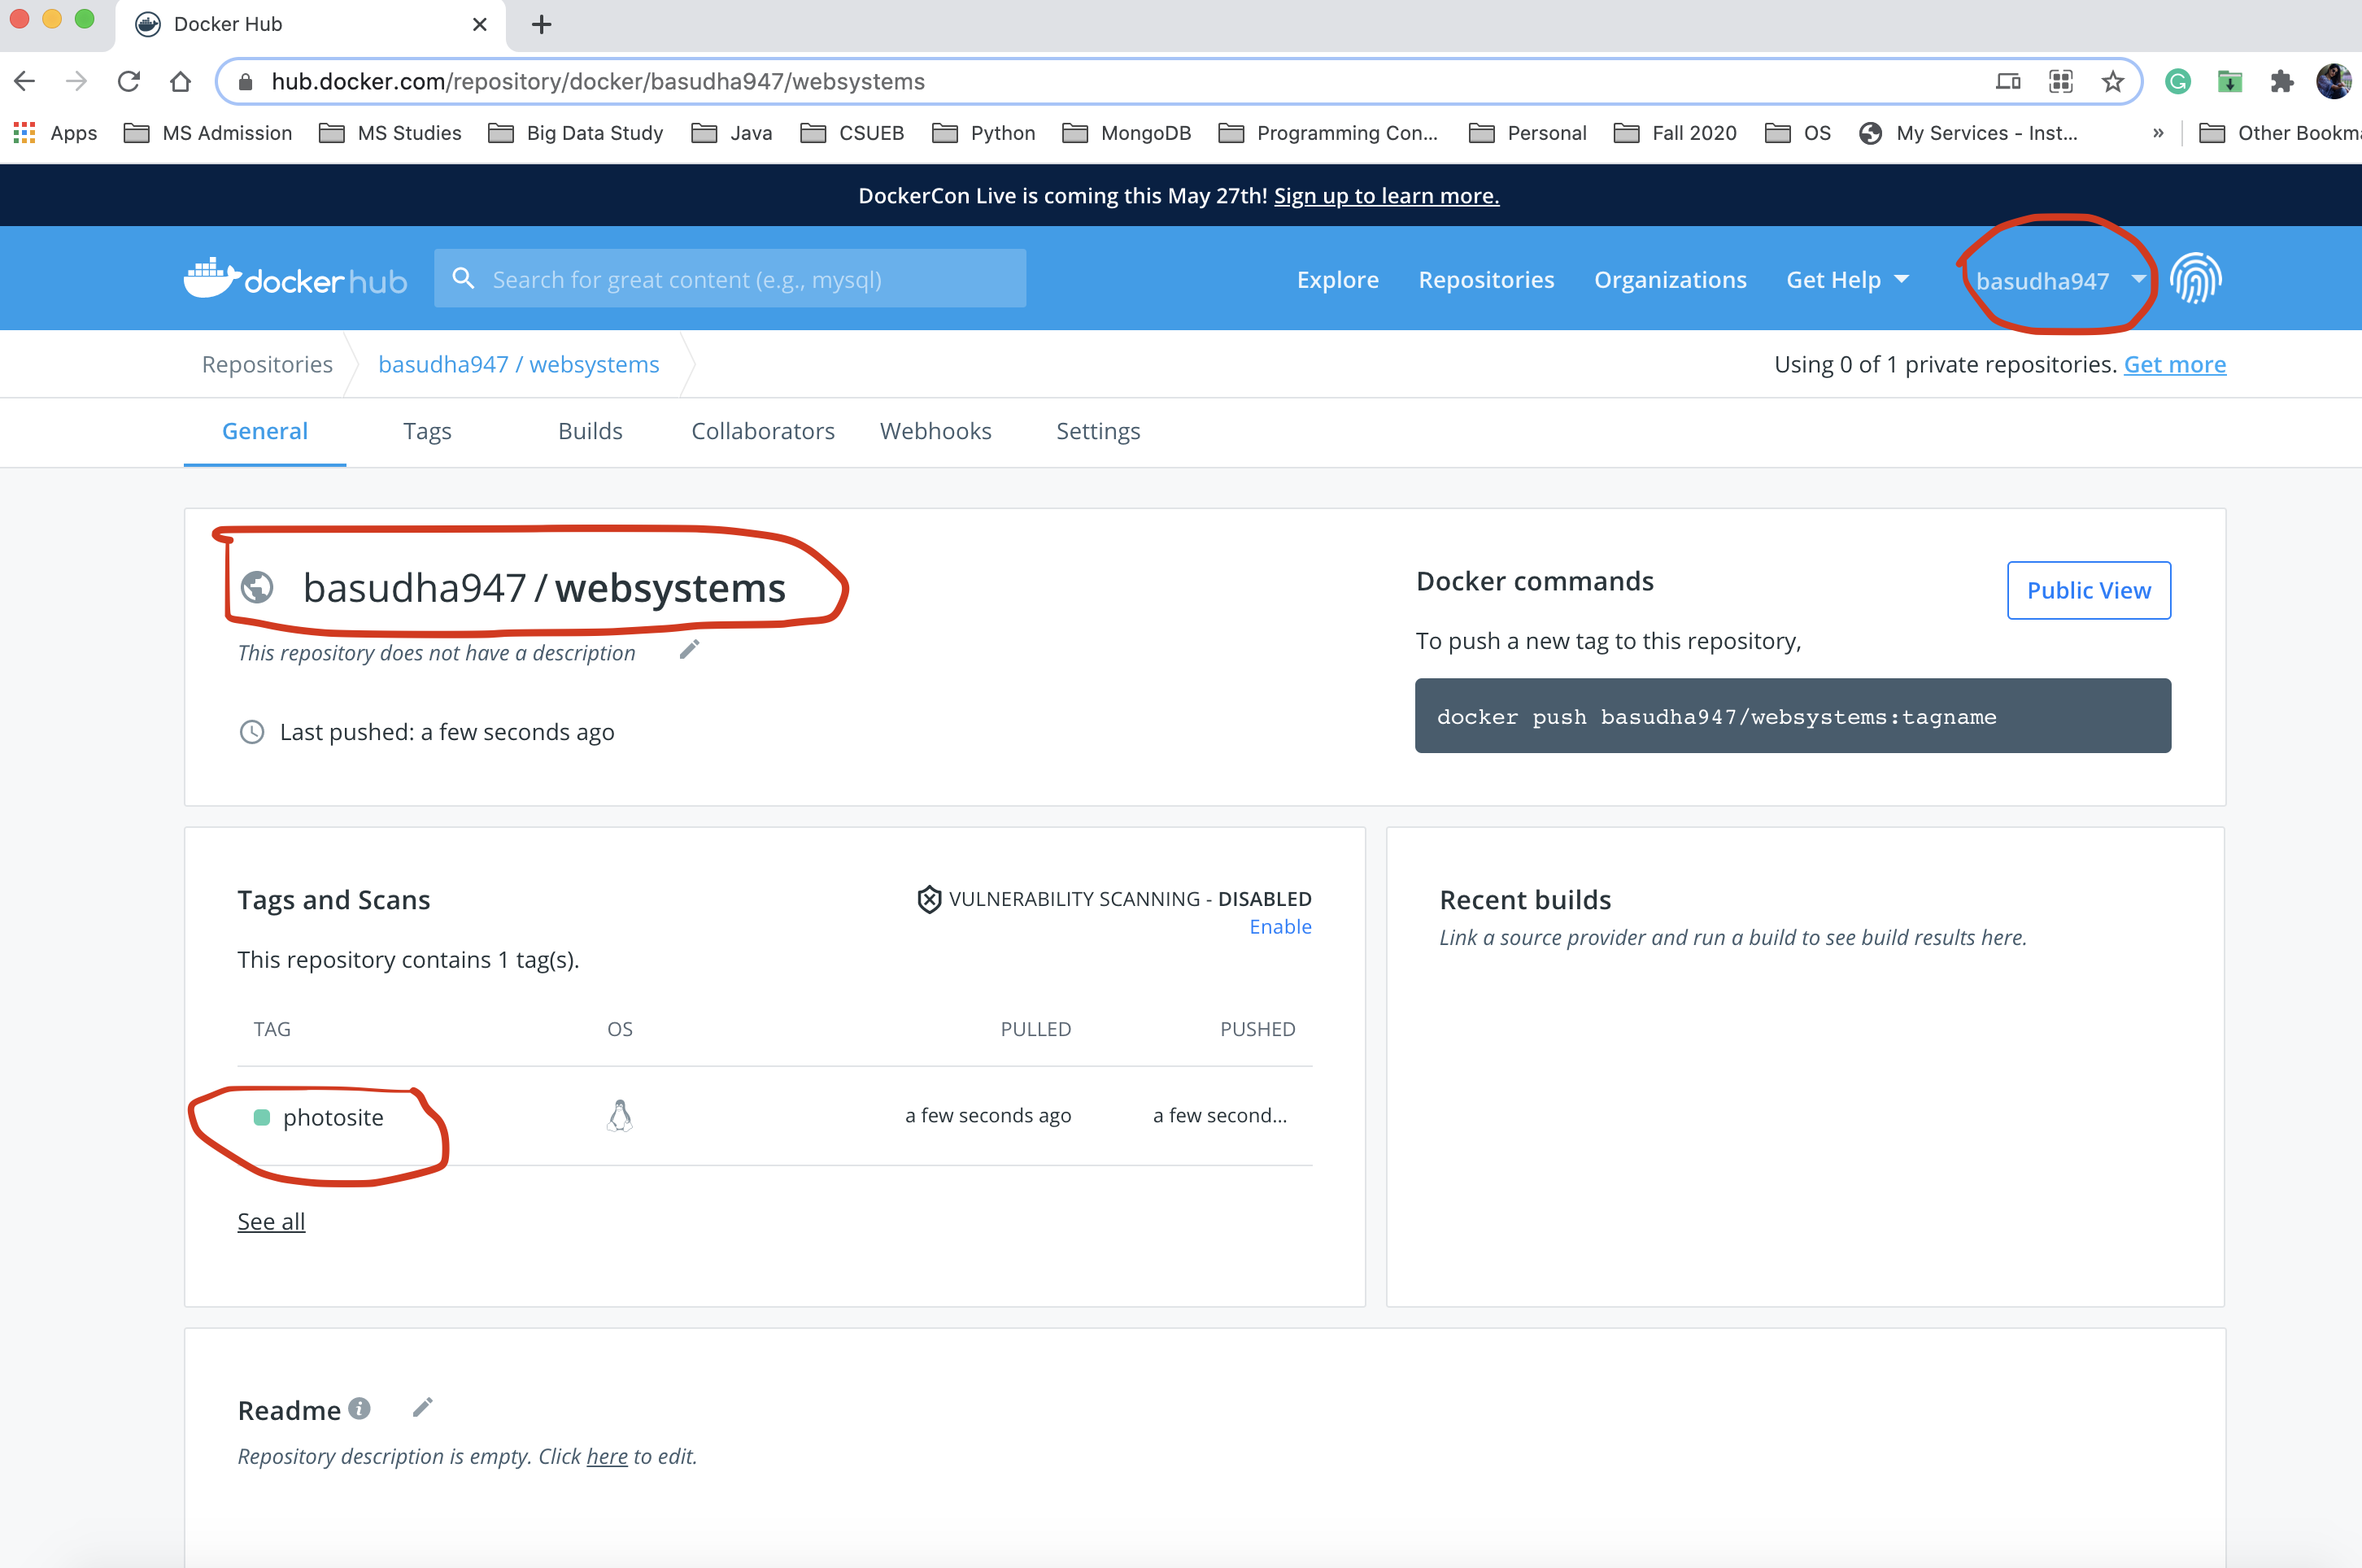 Docker Hub
hub.docker.com/repository/docker/basudha947/websystems
Apps MS Admission MS Studies Big Data Study Java CSUEB Python MongoDB Programming Con... Personal Fall 2020 OS My Services - Inst... » Other Bookma
DockerCon Live is coming this May 27th! Sign up to learn more.
docker hub Search for great content (e.g., mysql) Explore Repositories Organizations Get Help basudha947
Repositories basudha947 / websystems Using 0 of 1 private repositories. Get more
General Tags Builds Collaborators Webhooks Settings
basudha947 / websystems
This repository does not have a description
Last pushed: a few seconds ago
Docker commands
Public View
To push a new tag to this repository,
docker push basudha947/websystems:tagname
Tags and Scans
VULNERABILITY SCANNING - DISABLED
Enable
This repository contains 1 tag(s).
TAG OS PULLED PUSHED
photosite a few seconds ago a few second...
See all
Recent builds
Link a source provider and run a build to see build results here.
Readme
Repository description is empty. Click here to edit.